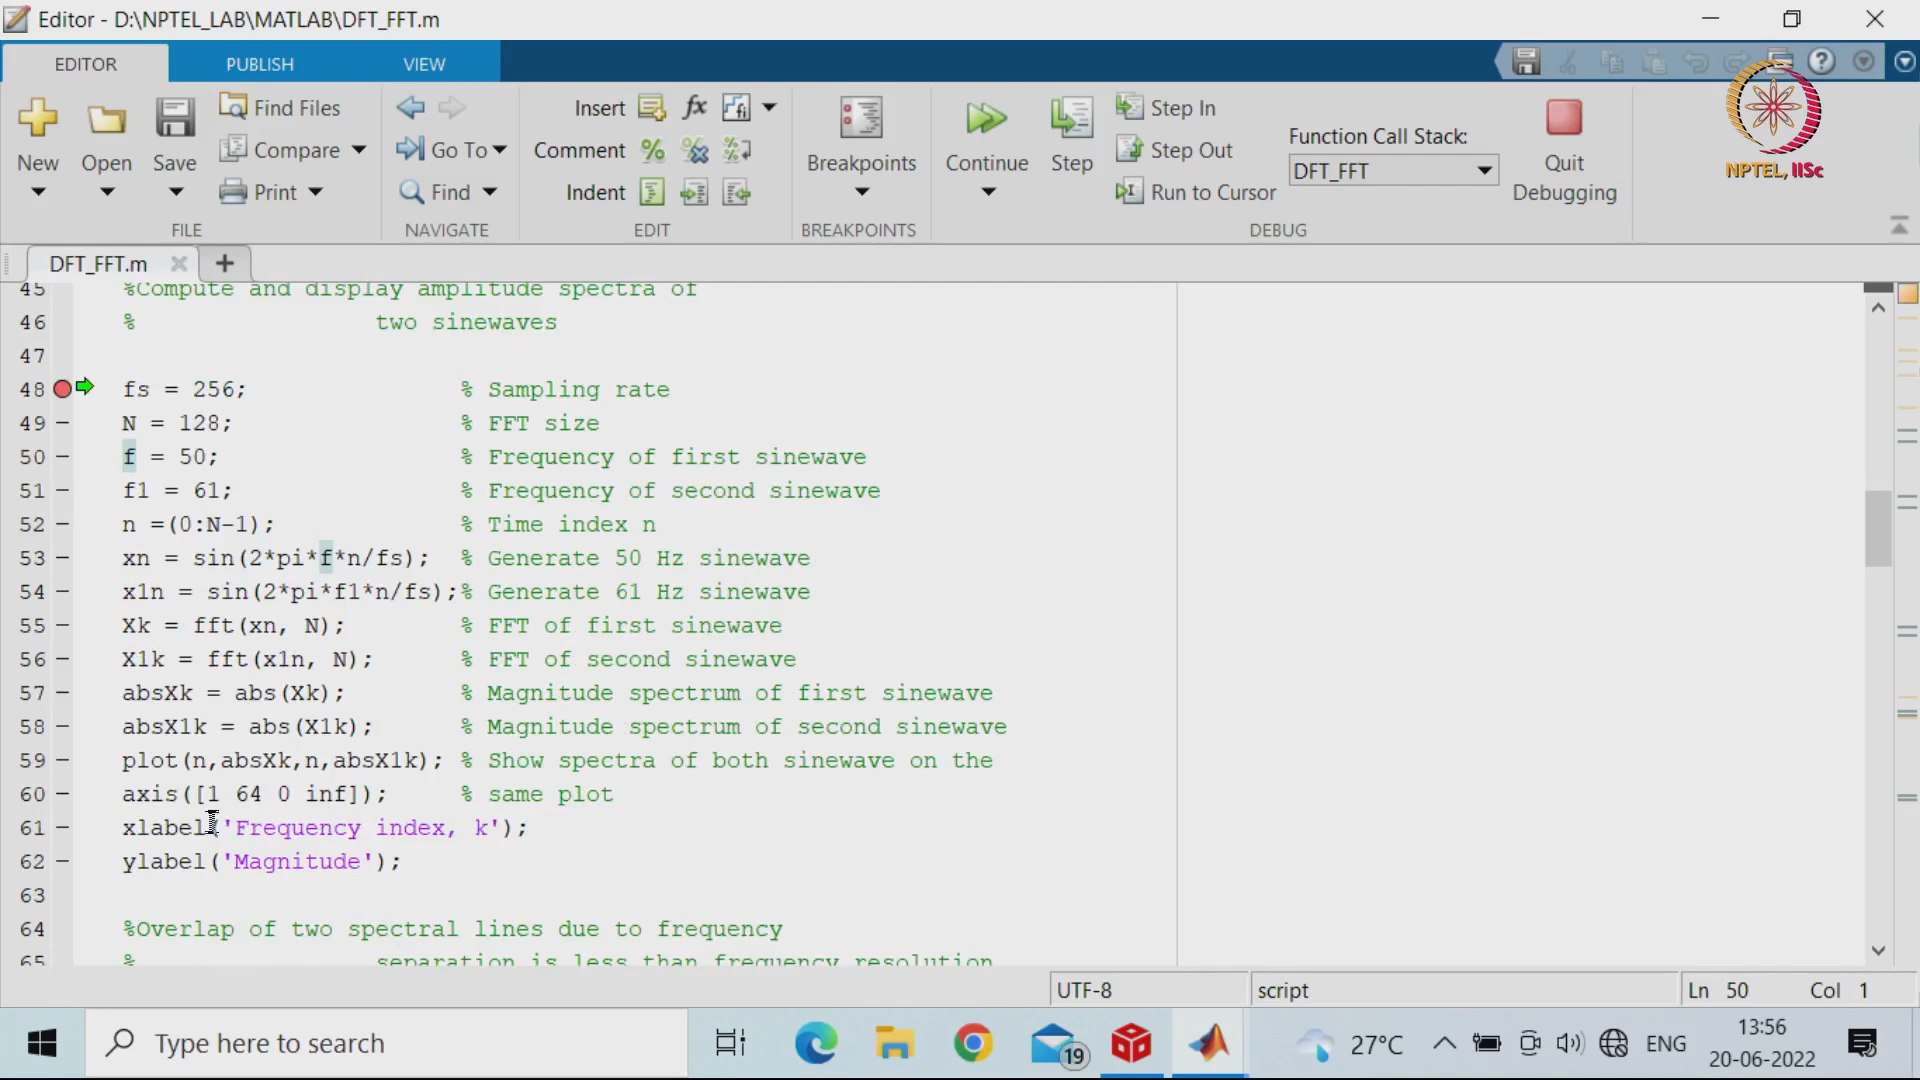 Editor - D:\NPTEL_LAB\MATLAB\DFT_FFT.m
EDITOR PUBLISH VIEW
New Open Save Find Files Compare Print
FILE
Go To Find
NAVIGATE
Insert fx
Comment
Indent
EDIT
Breakpoints
BREAKPOINTS
Continue Step Step In Step Out Run to Cursor
Function Call Stack:
DFT_FFT
Quit Debugging
DEBUG
NPTEL, IISc
DFT_FFT.m
45 %Compute and display amplitude spectra of
46 % two sinewaves
47
48 fs = 256; % Sampling rate
49 N = 128; % FFT size
50 f = 50; % Frequency of first sinewave
51 f1 = 61; % Frequency of second sinewave
52 n =(0:N-1); % Time index n
53 xn = sin(2*pi*f*n/fs); % Generate 50 Hz sinewave
54 x1n = sin(2*pi*f1*n/fs);% Generate 61 Hz sinewave
55 Xk = fft(xn, N); % FFT of first sinewave
56 X1k = fft(x1n, N); % FFT of second sinewave
57 absXk = abs(Xk); % Magnitude spectrum of first sinewave
58 absX1k = abs(X1k); % Magnitude spectrum of second sinewave
59 plot(n,absXk,n,absX1k); % Show spectra of both sinewave on the
60 axis([1 64 0 inf]); % same plot
61 xlabel('Frequency index, k');
62 ylabel('Magnitude');
63
64 %Overlap of two spectral lines due to frequency
65 % separation is less than frequency resolution
UTF-8 script Ln 50 Col 1
Type here to search
19
27°C ENG 13:56
20-06-2022